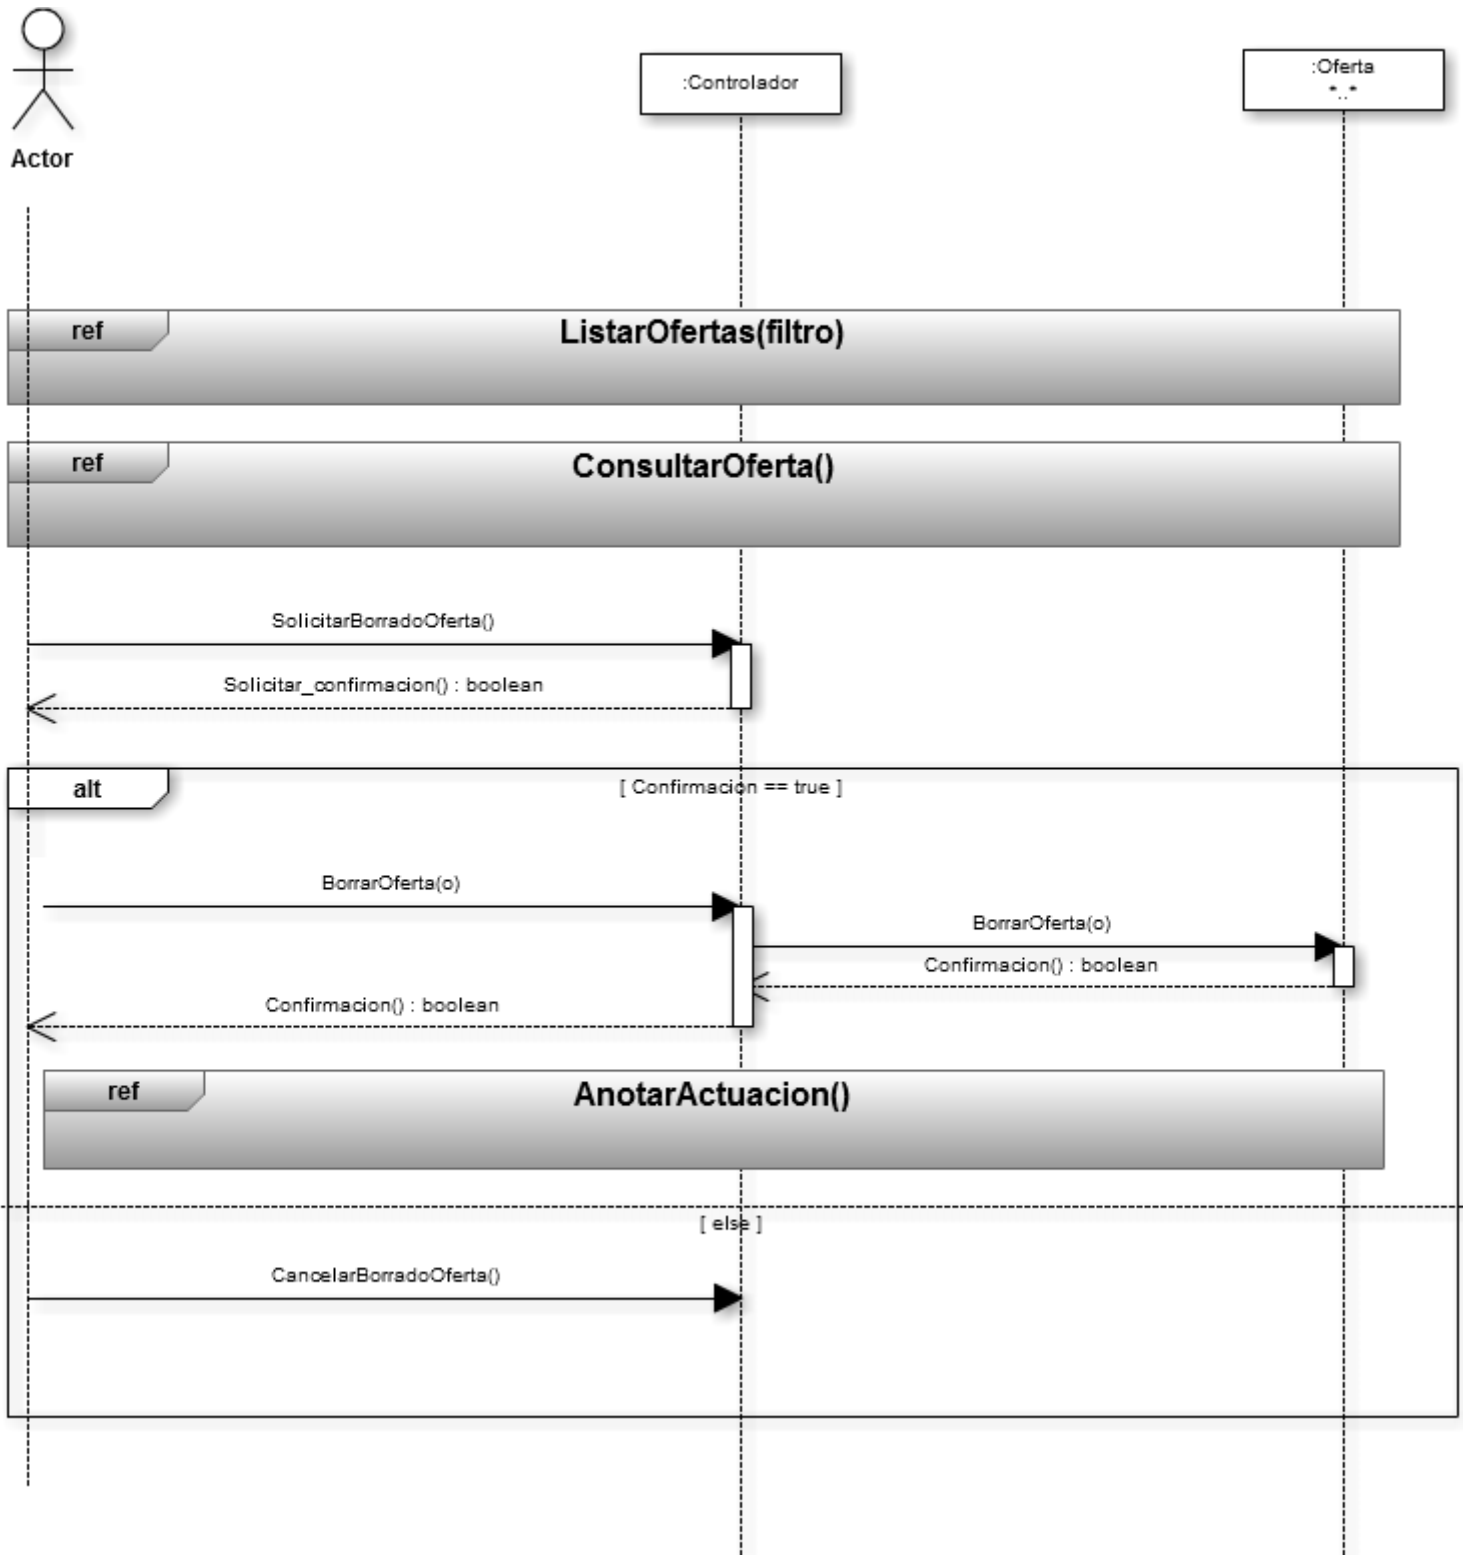 :Controlador
:Oferta
*..*
Actor
ref
ListarOfertas(filtro)
ref
ConsultarOferta()
SolicitarBorradoOferta()
Solicitar_confirmacion() : boolean
alt
[ Confirmación == true ]
BorrarOferta(o)
BorrarOferta(o)
Confirmacion() : boolean
Confirmacion() : boolean
ref
AnotarActuacion()
[ else ]
CancelarBorradoOferta()